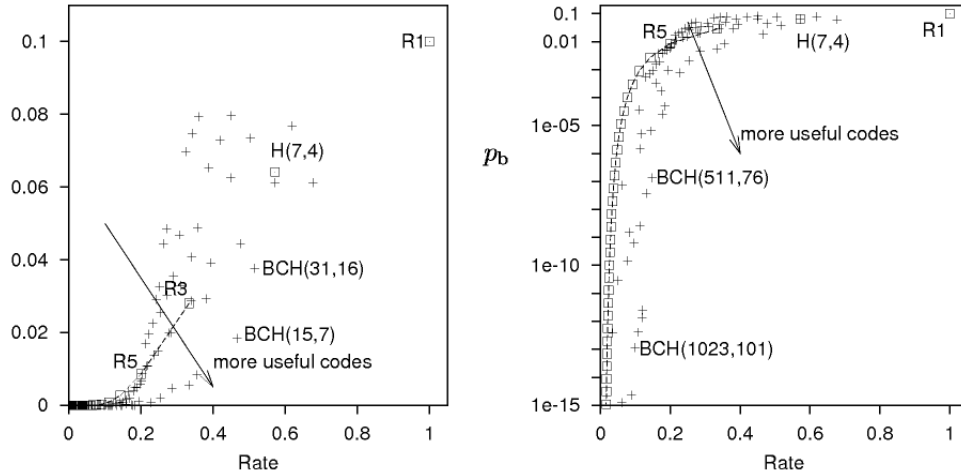 0.1
0.08
0.06
0.04
0.02
0
0
0.2
0.4
0.6
0.8
1
Rate
R1
H(7,4)
BCH(31,16)
R3
BCH(15,7)
R5
more useful codes
p_b
0.1
0.01
1e-05
1e-10
1e-15
0
0.2
0.4
0.6
0.8
1
Rate
R5
H(7,4)
R1
more useful codes
BCH(511,76)
BCH(1023,101)